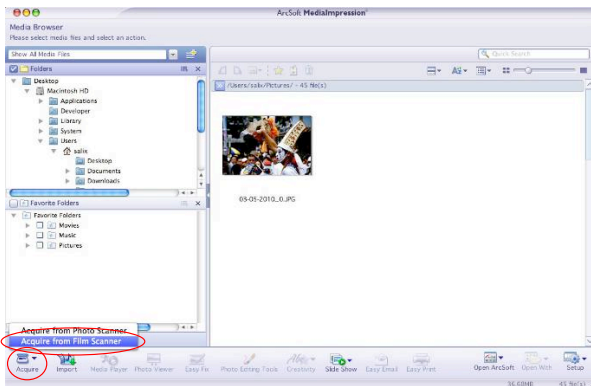 ArcSoft MediaImpression™
Media Browser
Please select media files and select an action.
Show All Media Files
Quick Search
Folders
/Users/salix/Pictures/ - 45 file(s)
Desktop
Macintosh HD
Applications
Developer
Library
System
Users
salix
Desktop
Documents
Downloads
03-05-2010_0.JPG
Favorite Folders
Favorite Folders
Movies
Music
Pictures
Acquire from Photo Scanner
Acquire from Film Scanner
Acquire Import Media Player Photo Viewer Easy Fix Photo Editing Tools Creativity Slide Show Easy Email Easy Print Open ArcSoft Open With Setup
36.60MB 45 file(s)